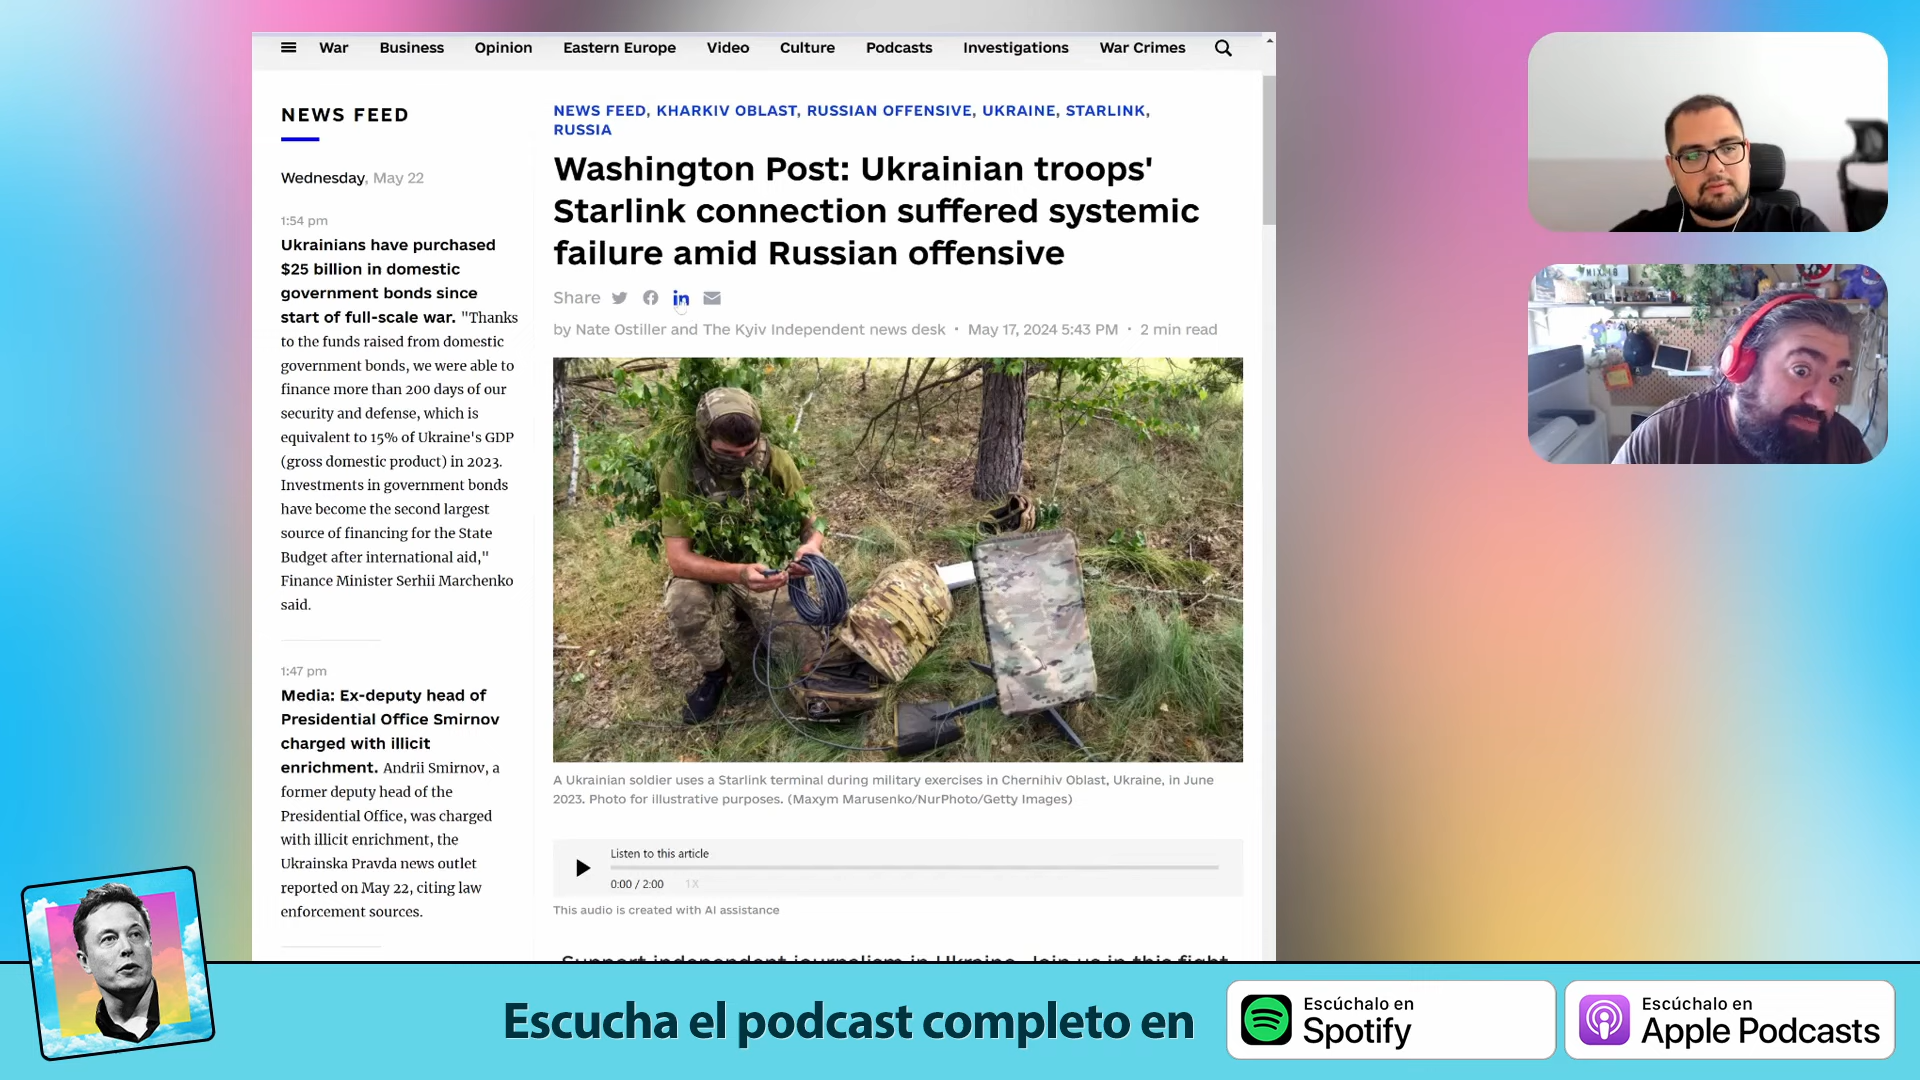 War Business Opinion Eastern Europe Video Culture Podcasts Investigations War Crimes
NEWS FEED
Wednesday, May 22
1:54 pm
Ukrainians have purchased
$25 billion in domestic
government bonds since
start of full-scale war. "Thanks
to the funds raised from domestic
government bonds, we were able to
finance more than 200 days of our
security and defense, which is
equivalent to 15% of Ukraine's GDP
(gross domestic product) in 2023.
Investments in government bonds
have become the second largest
source of financing for the State
Budget after international aid,"
Finance Minister Serhii Marchenko
said.
1:47 pm
Media: Ex-deputy head of
Presidential Office Smirnov
charged with illicit
enrichment. Andrii Smirnov, a
former deputy head of the
Presidential Office, was charged
with illicit enrichment, the
Ukrainska Pravda news outlet
reported on May 22, citing law
enforcement sources.
NEWS FEED, KHARKIV OBLAST, RUSSIAN OFFENSIVE, UKRAINE, STARLINK,
RUSSIA
Washington Post: Ukrainian troops'
Starlink connection suffered systemic
failure amid Russian offensive
Share
by Nate Ostiller and The Kyiv Independent news desk · May 17, 2024 5:43 PM · 2 min read
A Ukrainian soldier uses a Starlink terminal during military exercises in Chernihiv Oblast, Ukraine, in June
2023. Photo for illustrative purposes. (Maxym Marusenko/NurPhoto/Getty Images)
Listen to this article
0:00 / 2:00 1X
This audio is created with AI assistance
Support independent journalism in Ukraine. Join us in this fight
Escucha el podcast completo en
Escúchalo en
Spotify
Escúchalo en
Apple Podcasts